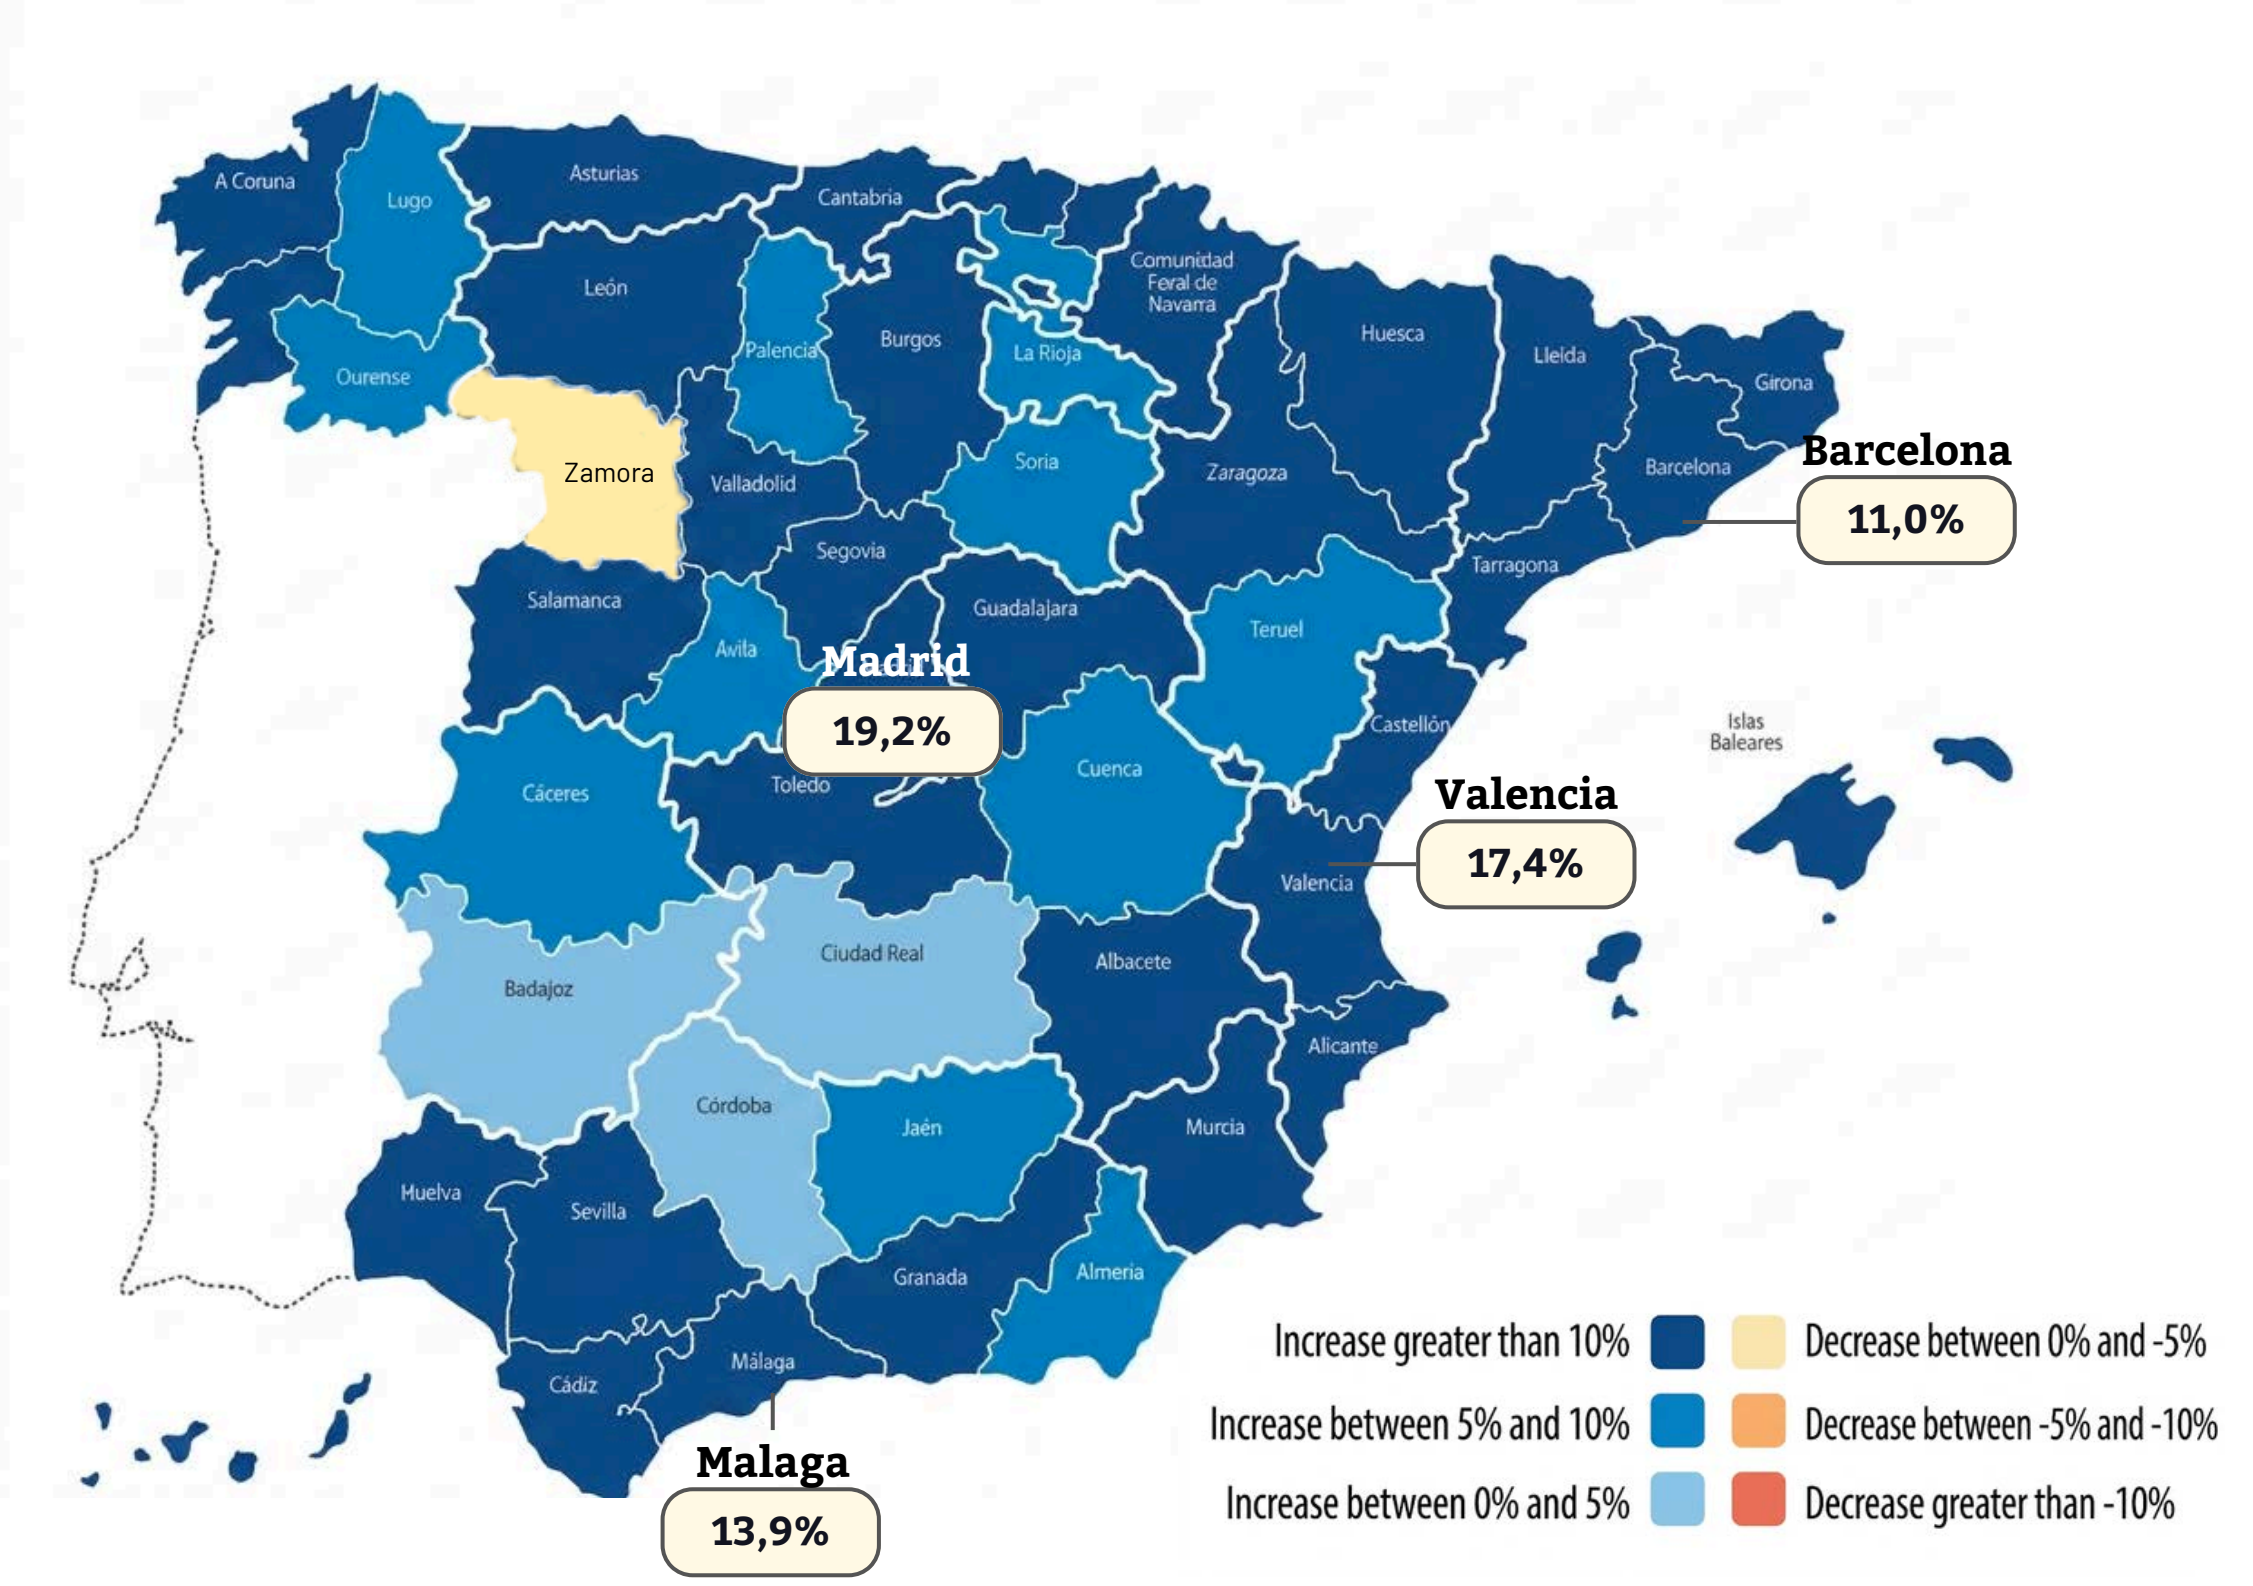 A Coruna
Lugo
Asturias
Cantabria
León
Palencia
Burgos
Comunidad
Feral de
Navarra
La Rioja
Huesca
Lleida
Girona
Ourense
Zamora
Valladolid
Soria
Zaragoza
Barcelona
Barcelona
11,0%
Segovia
Tarragona
Salamanca
Guadalajara
Avila
Teruel
Madrid
19,2%
Castellón
Islas
Baleares
Cáceres
Toledo
Cuenca
Valencia
17,4%
Valencia
Ciudad Real
Albacete
Badajoz
Alicante
Córdoba
Jaén
Murcia
Huelva
Sevilla
Granada
Almeria
Málaga
Cádiz
Malaga
13,9%
Increase greater than 10%
Decrease between 0% and -5%
Increase between 5% and 10%
Decrease between -5% and -10%
Increase between 0% and 5%
Decrease greater than -10%